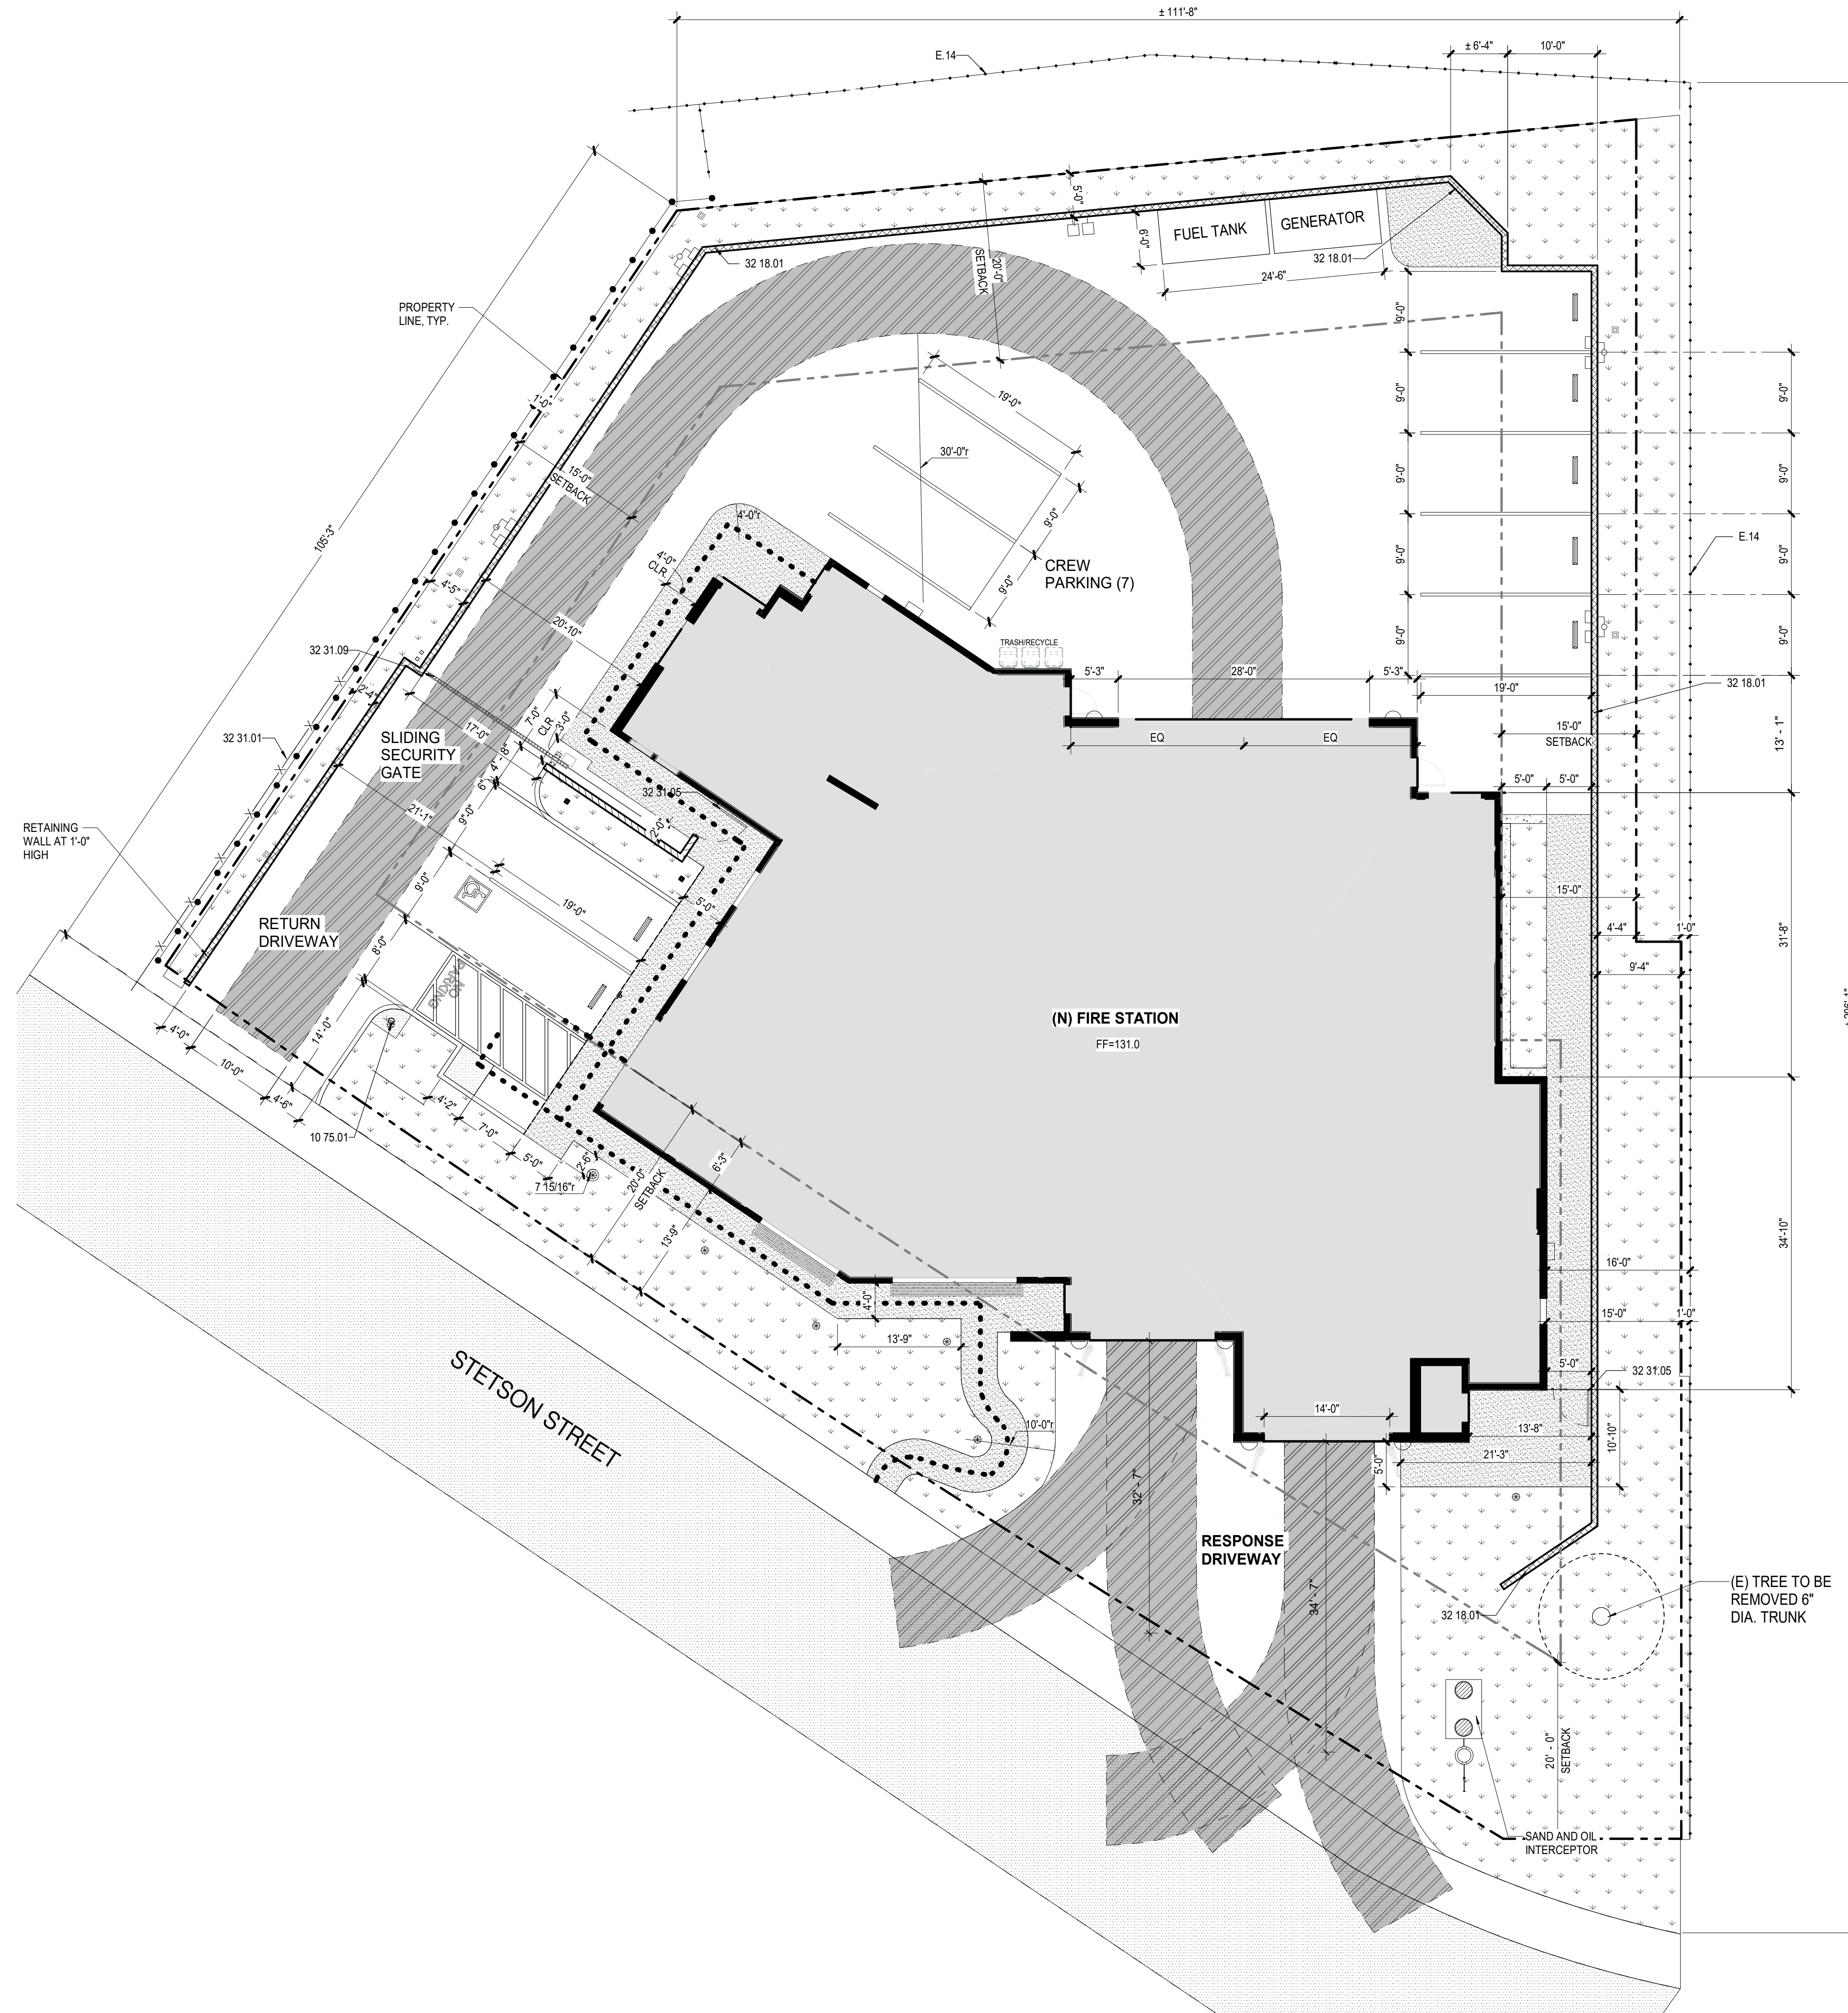 ± 111'-8"
± 6'-4"
10'-0"
E.14
5'-0"
FUEL TANK
GENERATOR
6'-0"
32 18.01
32 18.01
24'-6"
20'-0"
SETBACK
PROPERTY
LINE, TYP.
1'-0"
9'-0"
9'-0"
9'-0"
9'-0"
9'-0"
9'-0"
9'-0"
9'-0"
9'-0"
19'-0"
30'-0"r
15'-0"
SETBACK
105'-3"
4'-0"r
9'-0"
9'-0"
E.14
4'-0"
CLR.
CREW
PARKING (7)
4'-5"
20'-10"
TRASH/RECYCLE
32 31.09
5'-3"
28'-0"
5'-3"
19'-0"
32 18.01
2'-4"
7'-0"
CLR
3'-0"
17'-0"
15'-0"
SETBACK
13' - 1"
EQ
EQ
32 31.01
SLIDING
SECURITY
GATE
4' -8"
6"
32 31.05
5'-0"
5'-0"
21'-1"
9'-0"
2'-0"
RETAINING
WALL AT 1'-0"
HIGH
9'-0"
19'-0"
5'-0"
15'-0"
RETURN
DRIVEWAY
8'-0"
4'-4"
1'-0"
31'-8"
9'-4"
NO
PARKING
(N) FIRE STATION
FF=131.0
14'-0"
4'-0"
10'-0"
4'-6"
4'-2"
7'-0"
5'-0"
10 75.01
2'-6"
7 15/16"r
20'-0"
SETBACK
6'-3"
13'-9"
34'-10"
16'-0"
4'-0"
13'-9"
15'-0"
1'-0"
STETSON STREET
5'-0"
32 31.05
14'-0"
10'-0"r
13'-8"
10'-10"
21'-3"
5'-0"
32' - 7"
RESPONSE
DRIVEWAY
34' - 7"
32 18.01
(E) TREE TO BE
REMOVED 6"
DIA. TRUNK
20' - 0"
SETBACK
SAND AND OIL
INTERCEPTOR